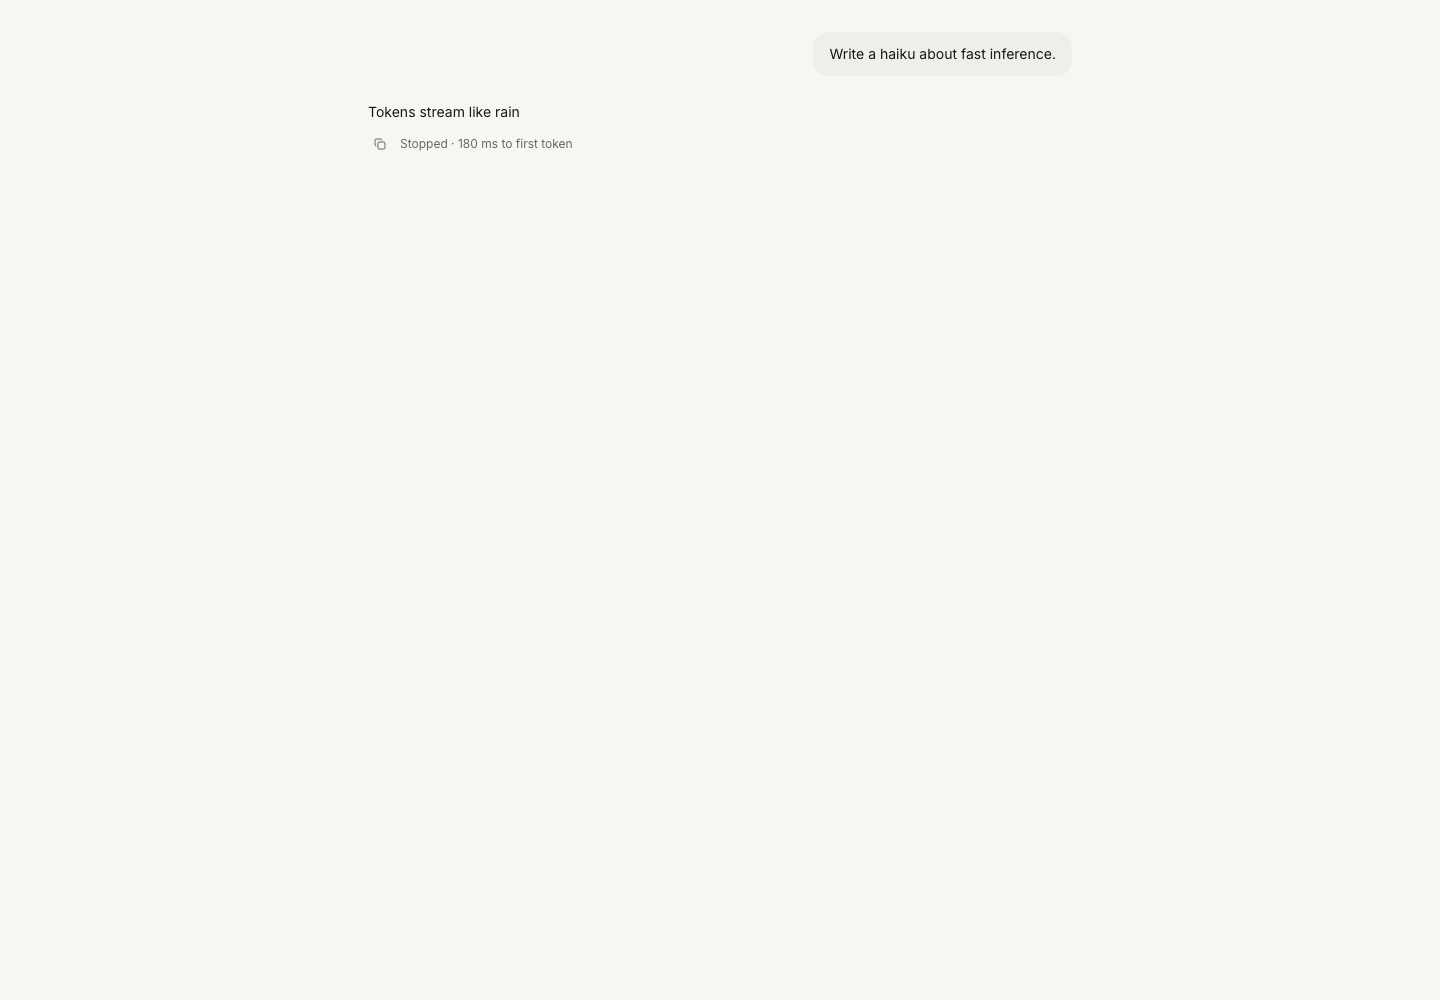 Write a haiku about fast inference.
Tokens stream like rain
Stopped · 180 ms to first token